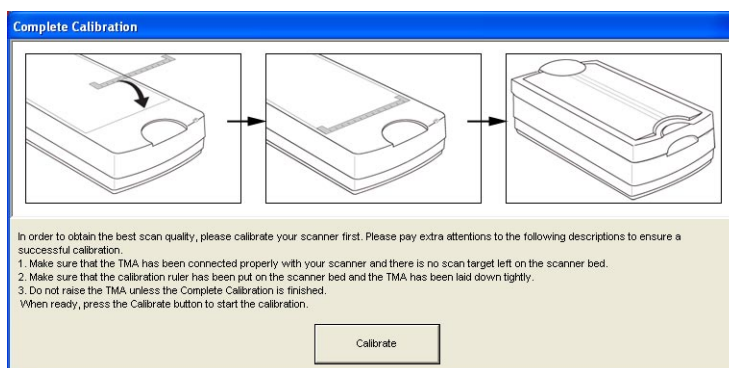 Complete Calibration
In order to obtain the best scan quality, please calibrate your scanner first. Please pay extra attentions to the following descriptions to ensure a
successful calibration.
1. Make sure that the TMA has been connected properly with your scanner and there is no scan target left on the scanner bed.
2. Make sure that the calibration ruler has been put on the scanner bed and the TMA has been laid down tightly.
3. Do not raise the TMA unless the Complete Calibration is finished.
When ready, press the Calibrate button to start the calibration.
Calibrate